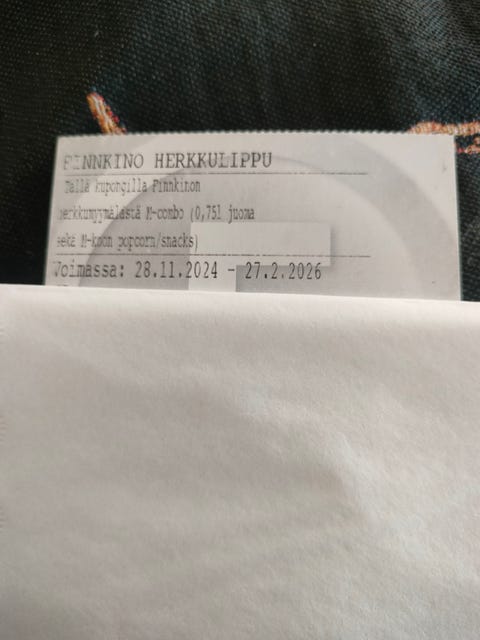 FINNKINO HERKKULIPPU
Tällä kupongilla Finnkinon
herkkumyymälästä M-combo (0,75l juoma
sekä M-koon popcorn/snacks)
Voimassa: 28.11.2024 - 27.2.2026